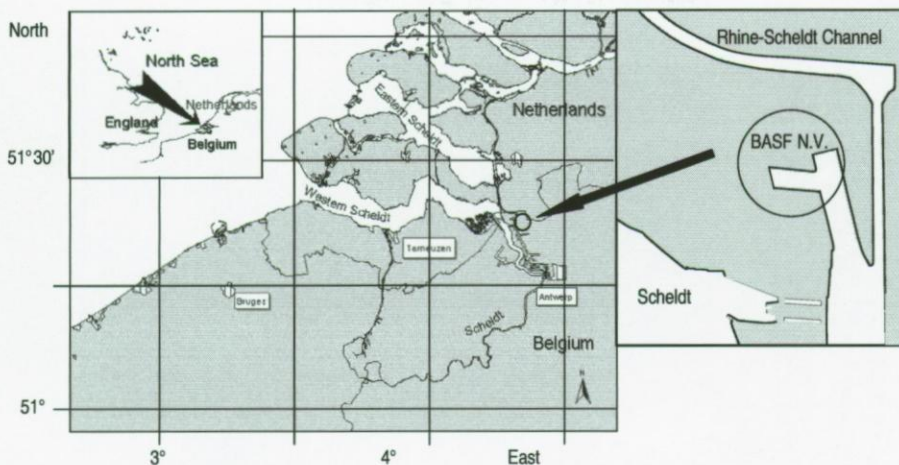 North
North Sea
Netherlands
England
Belgium
Eastern Scheldt
Netherlands
51°30'
Western Scheldt
Terneuzen
Bruges
Antwerp
Scheldt
Belgium
N
51°
3°
4°
East
Rhine-Scheldt Channel
BASF N.V.
Scheldt